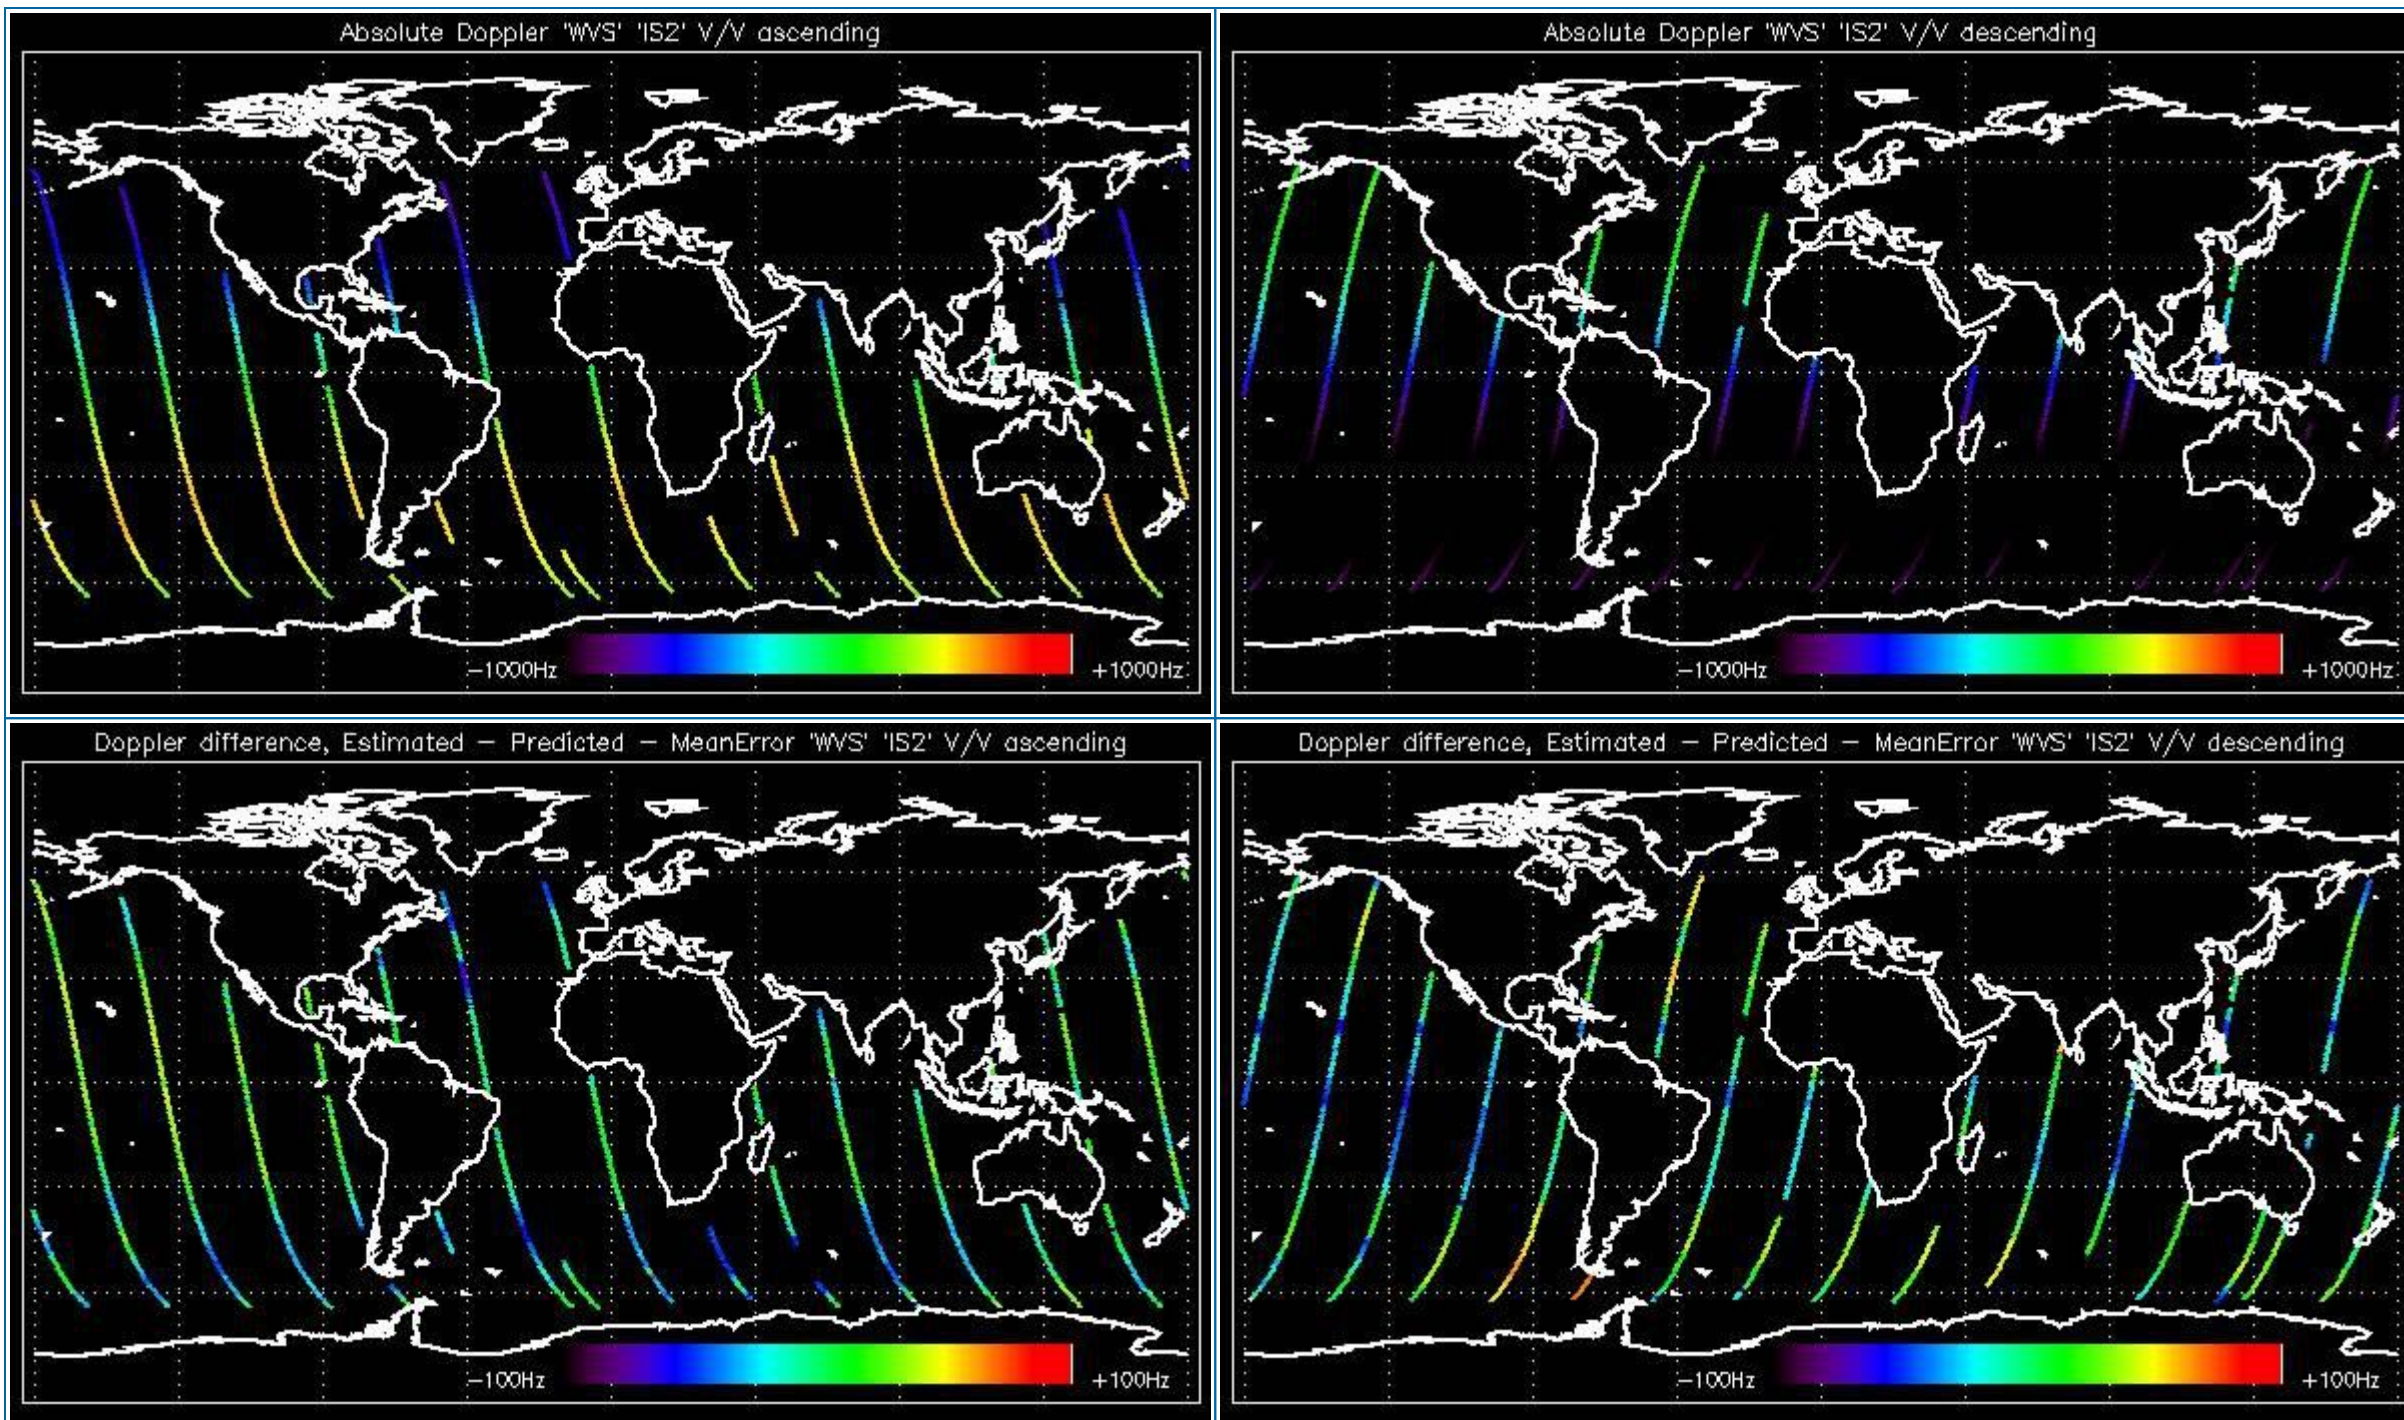 Absolute Doppler 'WVS' 'IS2' V/V ascending
-1000Hz
+1000Hz
Absolute Doppler 'WVS' 'IS2' V/V descending
-1000Hz
+1000Hz
Doppler difference, Estimated - Predicted - MeanError 'WVS' 'IS2' V/V ascending
-100Hz
+100Hz
Doppler difference, Estimated - Predicted - MeanError 'WVS' 'IS2' V/V descending
-100Hz
+100Hz